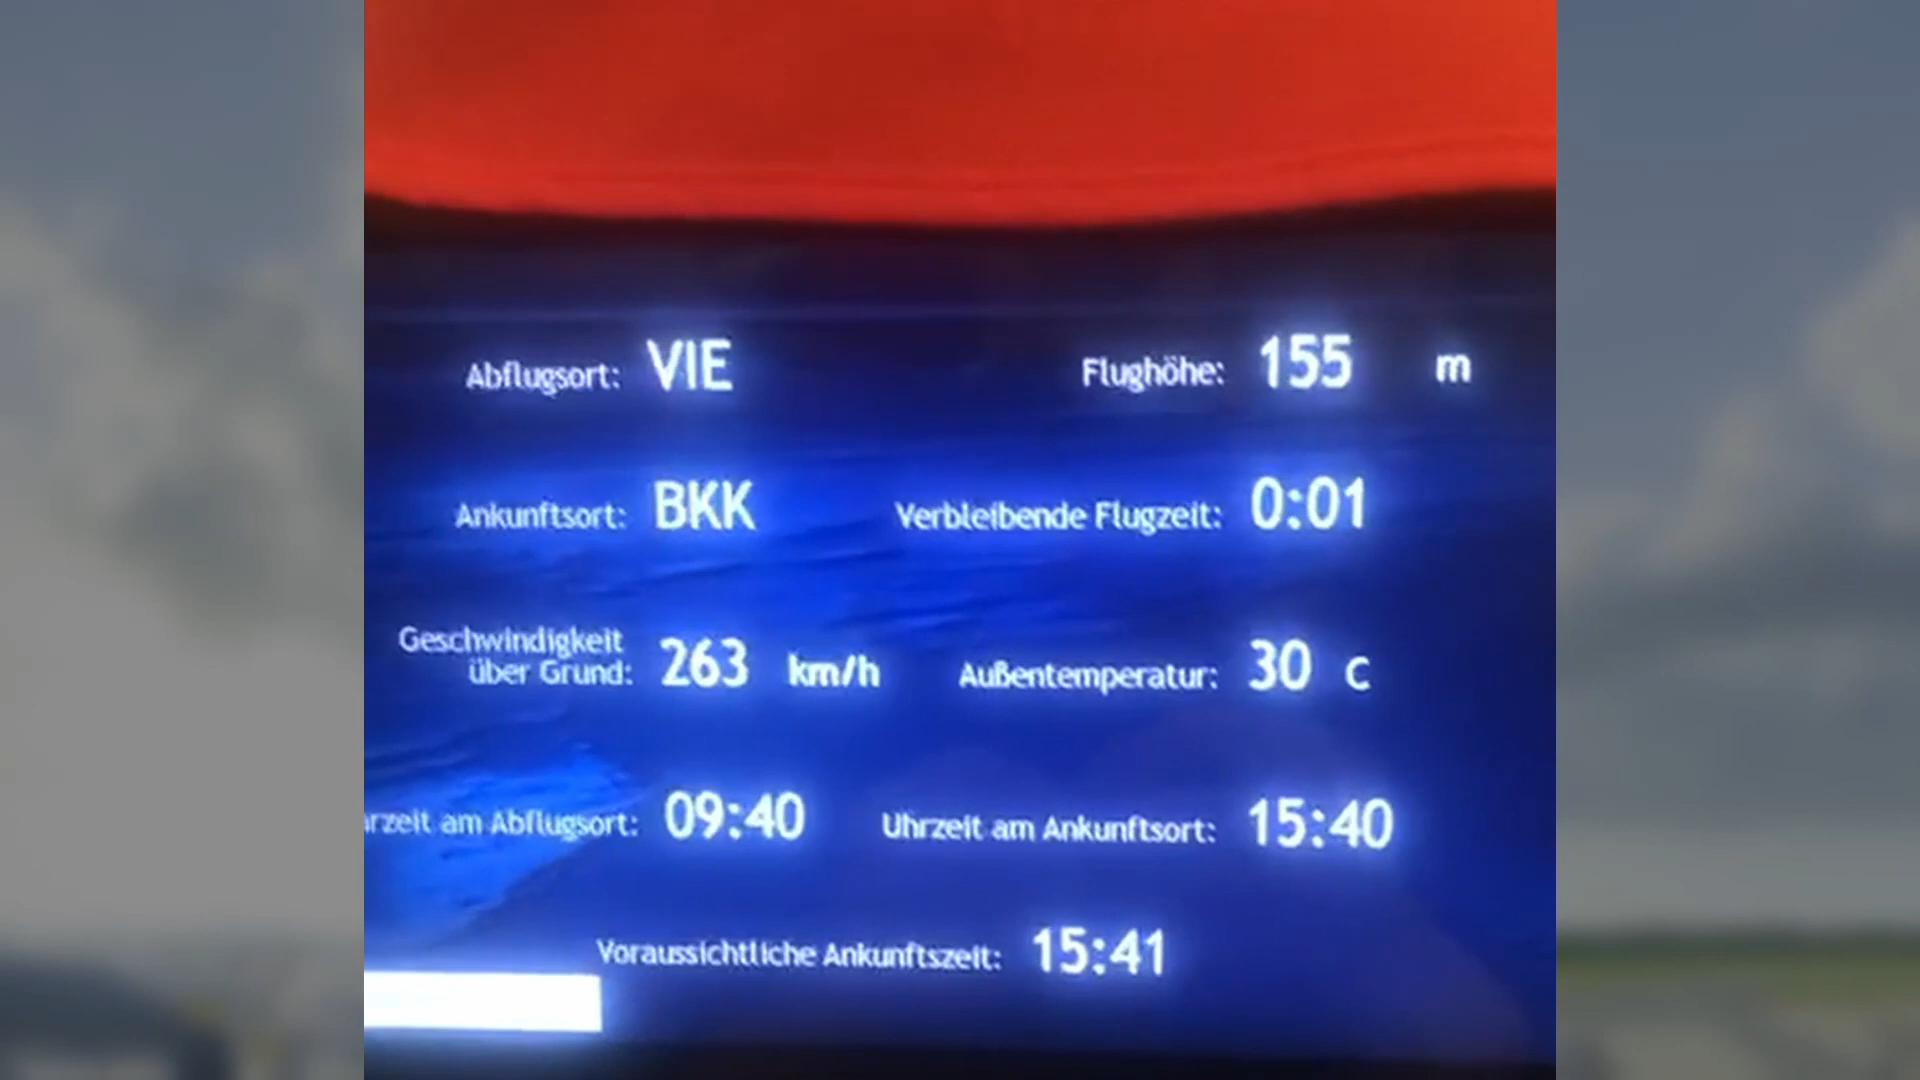 Abflugsort: VIE
Flughöhe: 155 m
Ankunftsort: BKK
Verbleibende Flugzeit: 0:01
Geschwindigkeit
über Grund: 263 km/h
Außentemperatur: 30 C
rzeit am Abflugsort: 09:40
Uhrzeit am Ankunftsort: 15:40
Voraussichtliche Ankunftszeit: 15:41